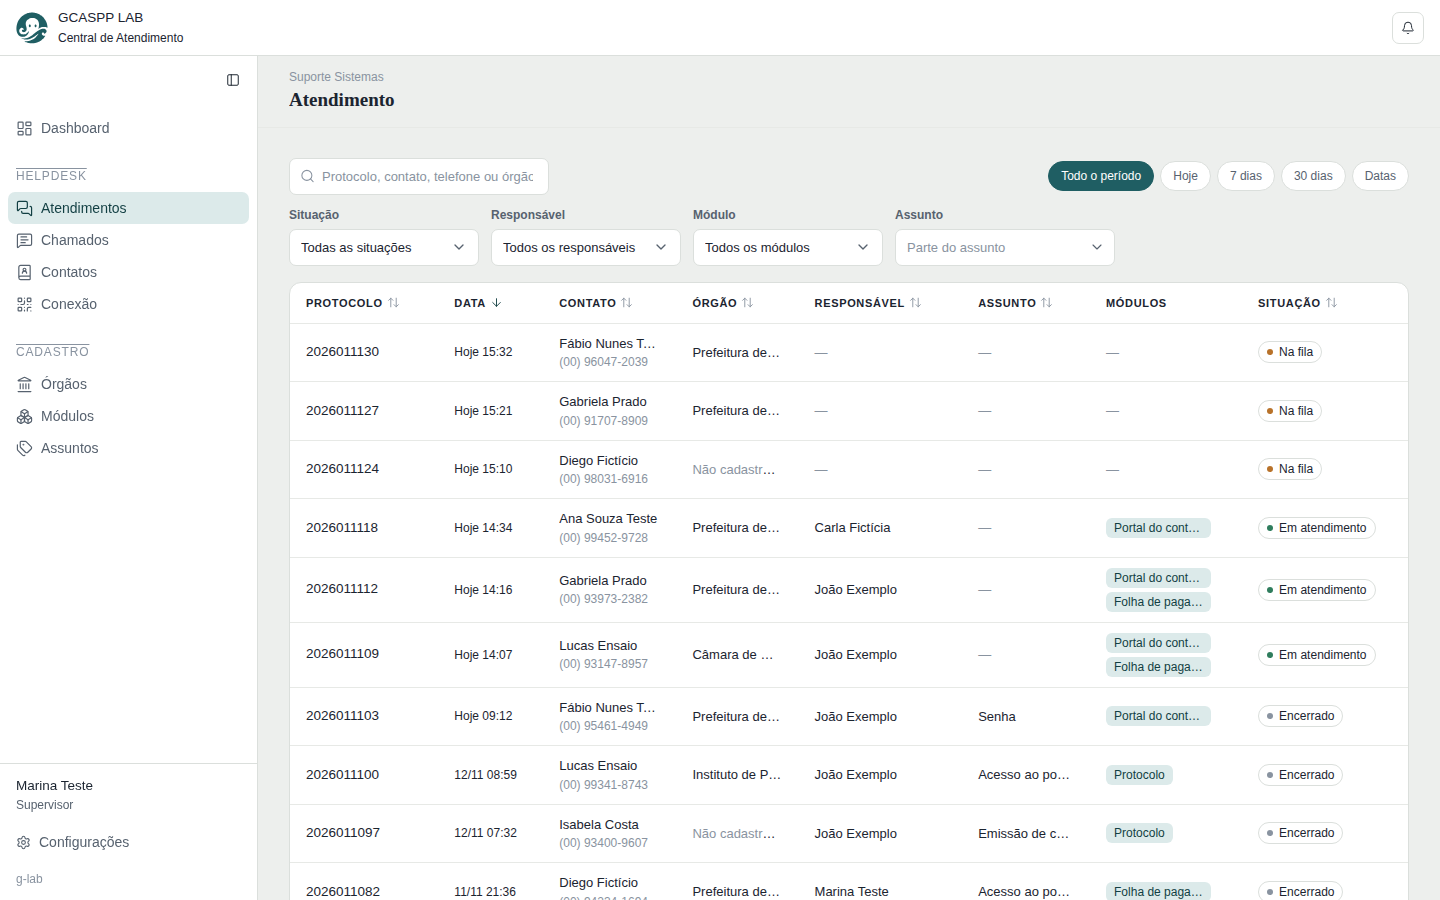 GCASPP LAB
Central de Atendimento
Dashboard
HELPDESK
Atendimentos
Chamados
Contatos
Conexão
CADASTRO
Órgãos
Módulos
Assuntos
Marina Teste
Supervisor
Configurações
g-lab
Suporte Sistemas
Atendimento
Protocolo, contato, telefone ou órgão
Todo o período Hoje 7 dias 30 dias Datas
Situação Responsável Módulo Assunto
Todas as situações Todos os responsáveis Todos os módulos Parte do assunto
PROTOCOLO DATA CONTATO ÓRGÃO RESPONSÁVEL ASSUNTO MÓDULOS SITUAÇÃO
2026011130 Hoje 15:32 Fábio Nunes T… Prefeitura de… — — — Na fila
(00) 96047-2039
2026011127 Hoje 15:21 Gabriela Prado Prefeitura de… — — — Na fila
(00) 91707-8909
2026011124 Hoje 15:10 Diego Fictício Não cadastr… — — — Na fila
(00) 98031-6916
2026011118 Hoje 14:34 Ana Souza Teste Prefeitura de… Carla Fictícia — Portal do cont… Em atendimento
(00) 99452-9728
2026011112 Hoje 14:16 Gabriela Prado Prefeitura de… João Exemplo — Portal do cont… Em atendimento
(00) 93973-2382 Folha de paga…
2026011109 Hoje 14:07 Lucas Ensaio Câmara de … João Exemplo — Portal do cont… Em atendimento
(00) 93147-8957 Folha de paga…
2026011103 Hoje 09:12 Fábio Nunes T… Prefeitura de… João Exemplo Senha Portal do cont… Encerrado
(00) 95461-4949
2026011100 12/11 08:59 Lucas Ensaio Instituto de P… João Exemplo Acesso ao po… Protocolo Encerrado
(00) 99341-8743
2026011097 12/11 07:32 Isabela Costa Não cadastr… João Exemplo Emissão de c… Protocolo Encerrado
(00) 93400-9607
2026011082 11/11 21:36 Diego Fictício Prefeitura de… Marina Teste Acesso ao po… Folha de paga… Encerrado